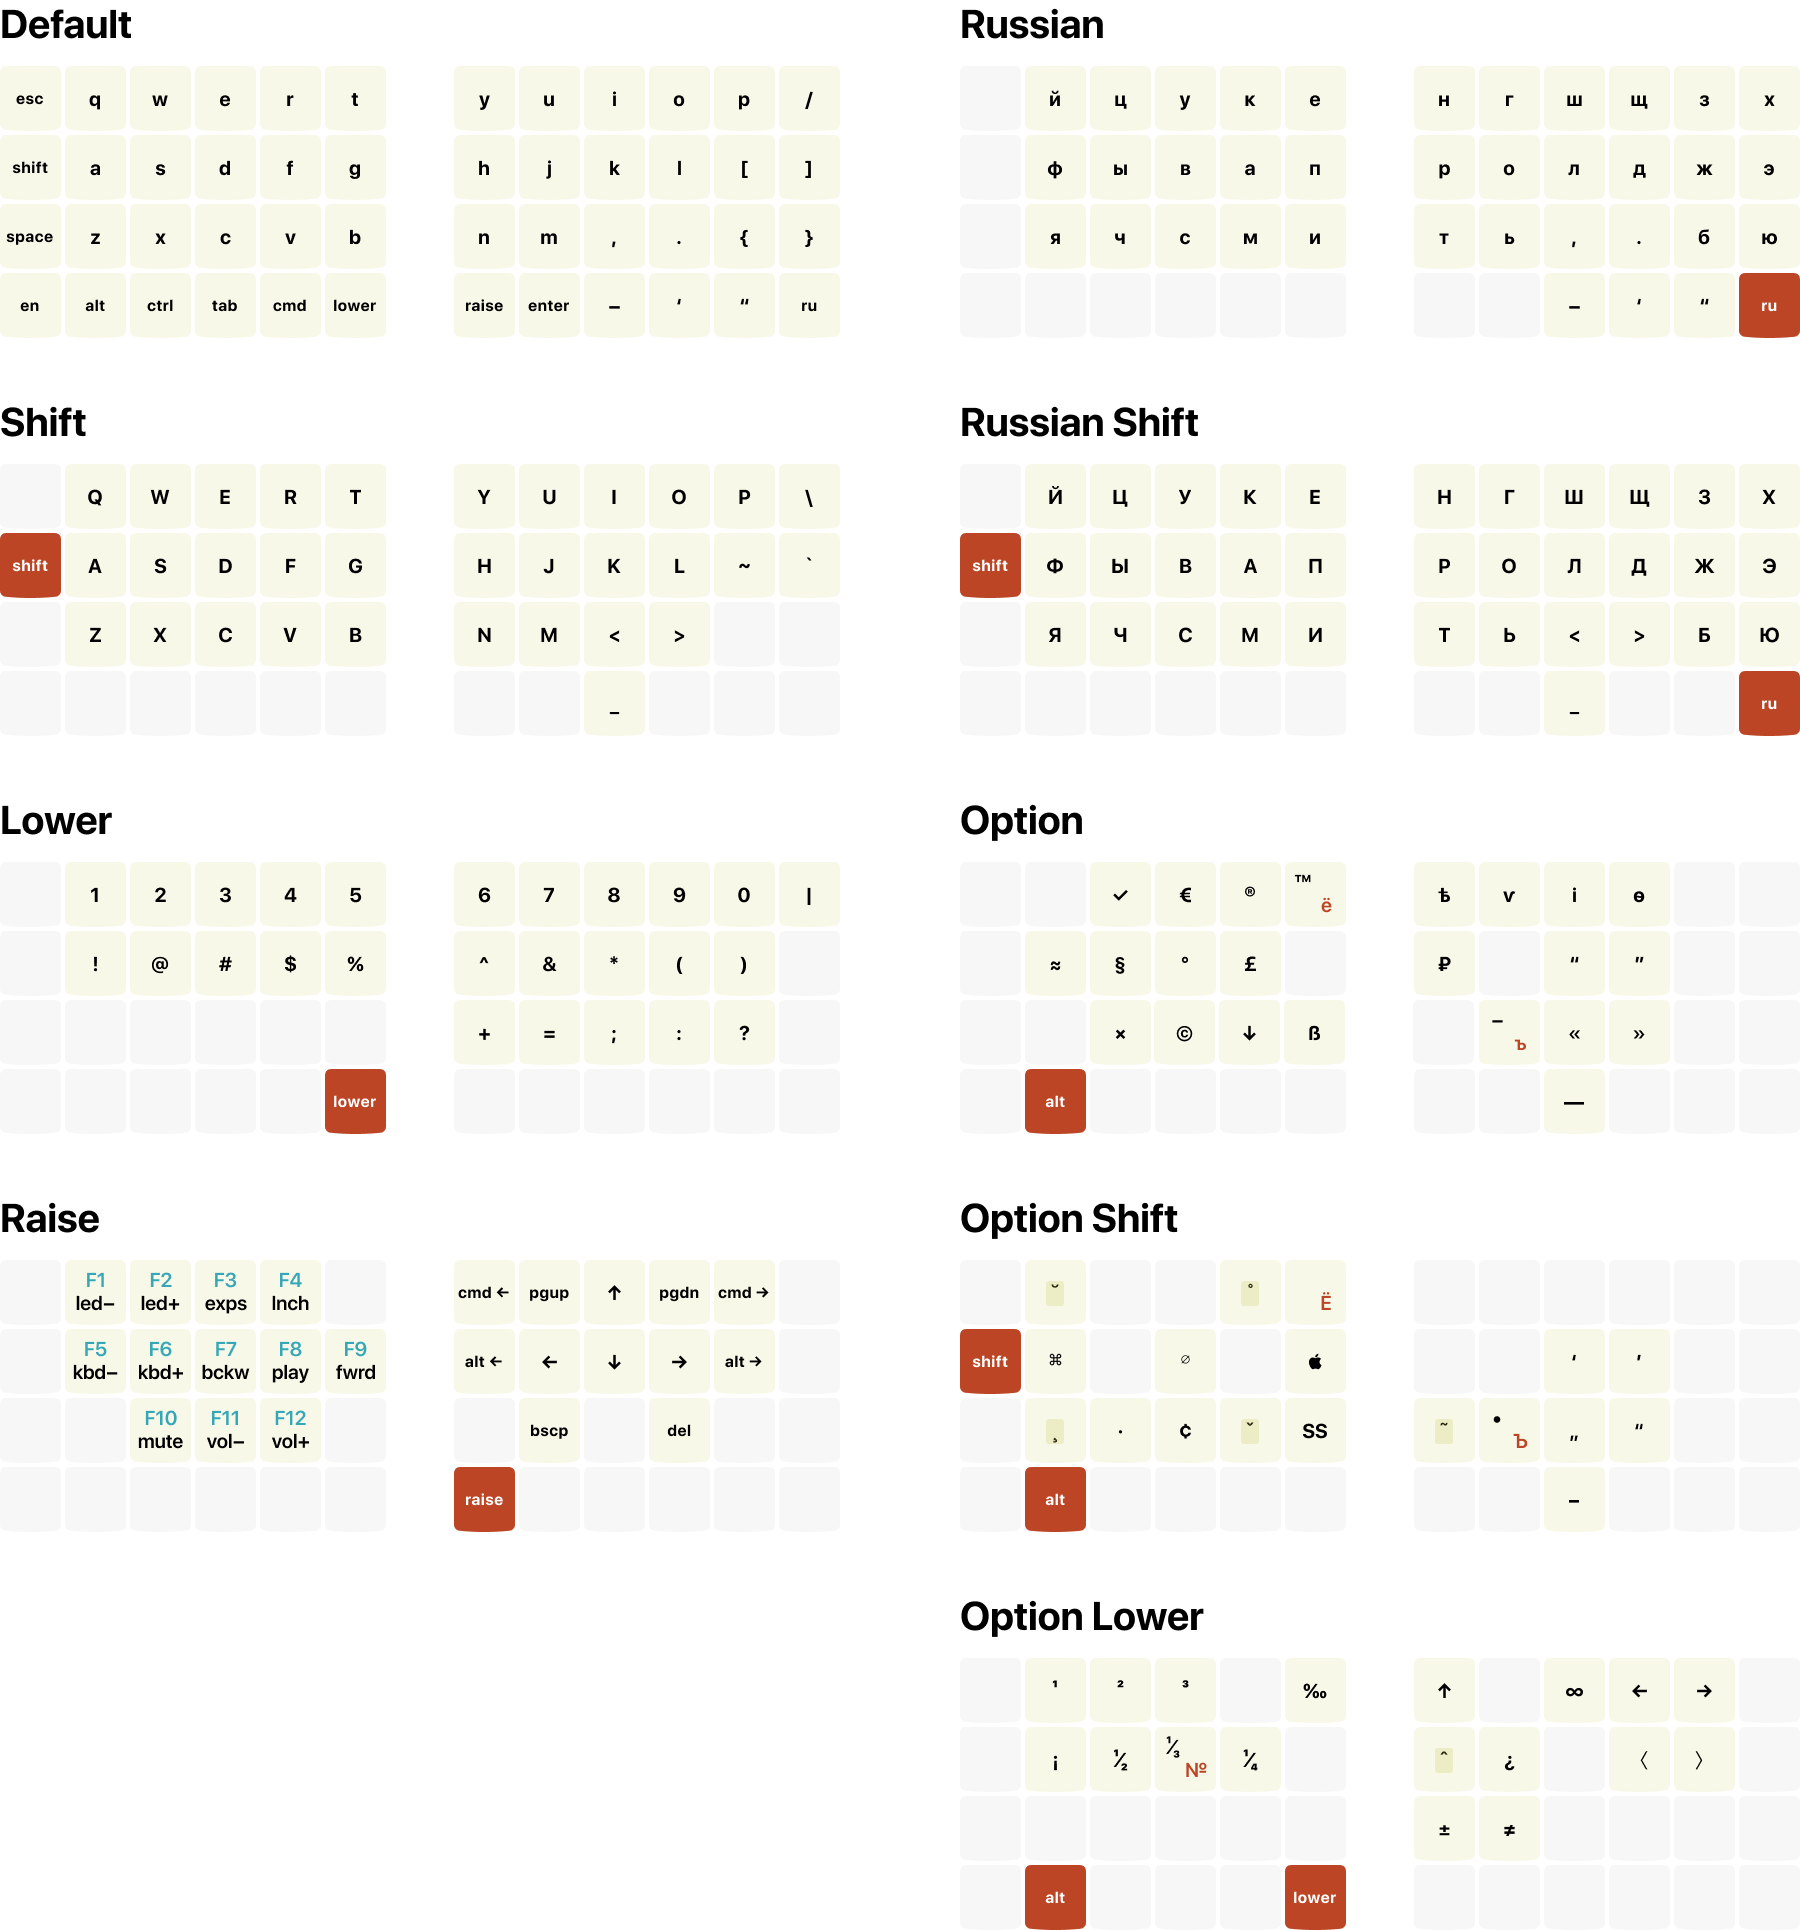 Default
esc q w e r t y u i o p /
shift a s d f g h j k l [ ]
space z x c v b n m , . { }
en alt ctrl tab cmd lower raise enter – ‘ “ ru
Russian
й ц у к е н г ш щ з х
ф ы в а п р о л д ж э
я ч с м и т ь , . б ю
– ‘ “ ru
Shift
Q W E R T Y U I O P \
shift A S D F G H J K L ~ `
Z X C V B N M < >
_
Russian Shift
Й Ц У К Е Н Г Ш Щ З Х
shift Ф Ы В А П Р О Л Д Ж Э
Я Ч С М И Т Ь < > Б Ю
_ ru
Lower
1 2 3 4 5 6 7 8 9 0 |
! @ # $ % ^ & * ( )
+ = ; : ?
lower
Option
✓ € ® ™ ё ѣ ѵ і ѳ
≈ § ° £ ₽ “ ”
× © ↓ ß – ъ « »
alt —
Raise
F1 F2 F3 F4
led– led+ exps lnch cmd ← pgup ↑ pgdn cmd →
F5 F6 F7 F8 F9
kbd– kbd+ bckw play fwrd alt ← ← ↓ → alt →
F10 F11 F12
mute vol– vol+ bscp del
raise
Option Shift
˘ ˚ Ё
shift ⌘ ∅  ‘ ’
¸ · ¢ ˇ SS ˜ • Ъ „ “
alt –
Option Lower
¹ ² ³ ‰ ↑ ∞ ← →
¡ ½ ⅓ № ¼ ˆ ¿ 〈 〉
± ≠
alt lower